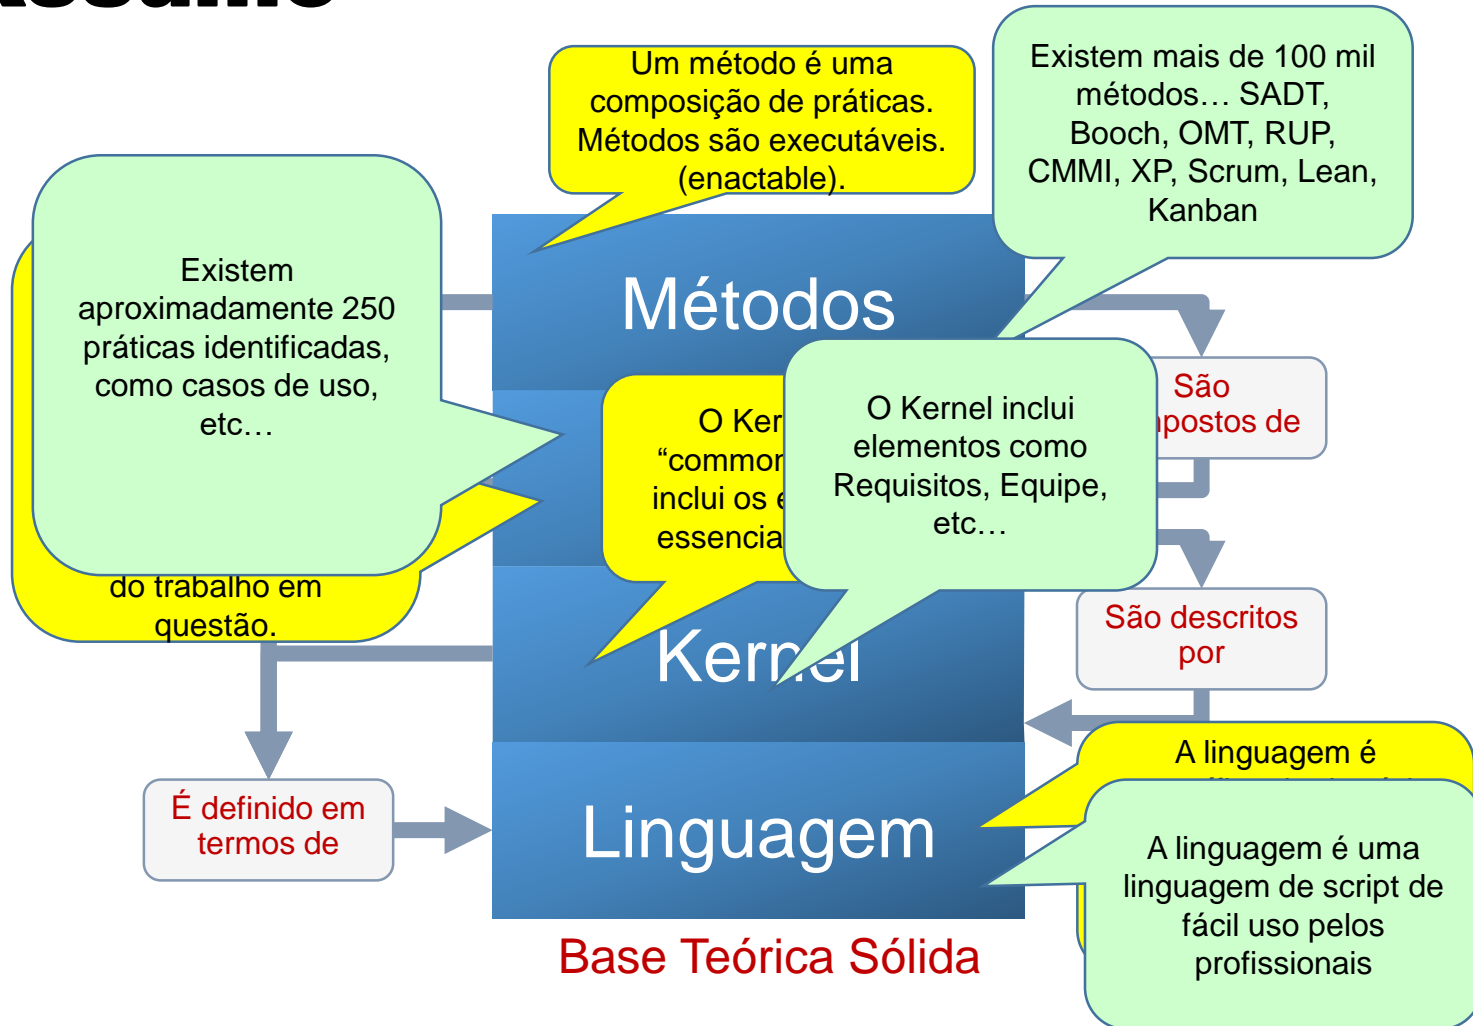 Um método é uma
composição de práticas.
Métodos são executáveis.
(enactable).
Existem mais de 100 mil
métodos… SADT,
Booch, OMT, RUP,
CMMI, XP, Scrum, Lean,
Kanban
Métodos
Existem
aproximadamente 250
práticas identificadas,
como casos de uso,
etc…
do trabalho em
questão.
O
“common
inclui os
O Kernel inclui
elementos como
Requisitos, Equipe,
etc…
São
de
São descritos
por
Kernel
É definido em
termos de
Linguagem
A linguagem é
A linguagem é uma
linguagem de script de
fácil uso pelos
profissionais
Base Teórica Sólida